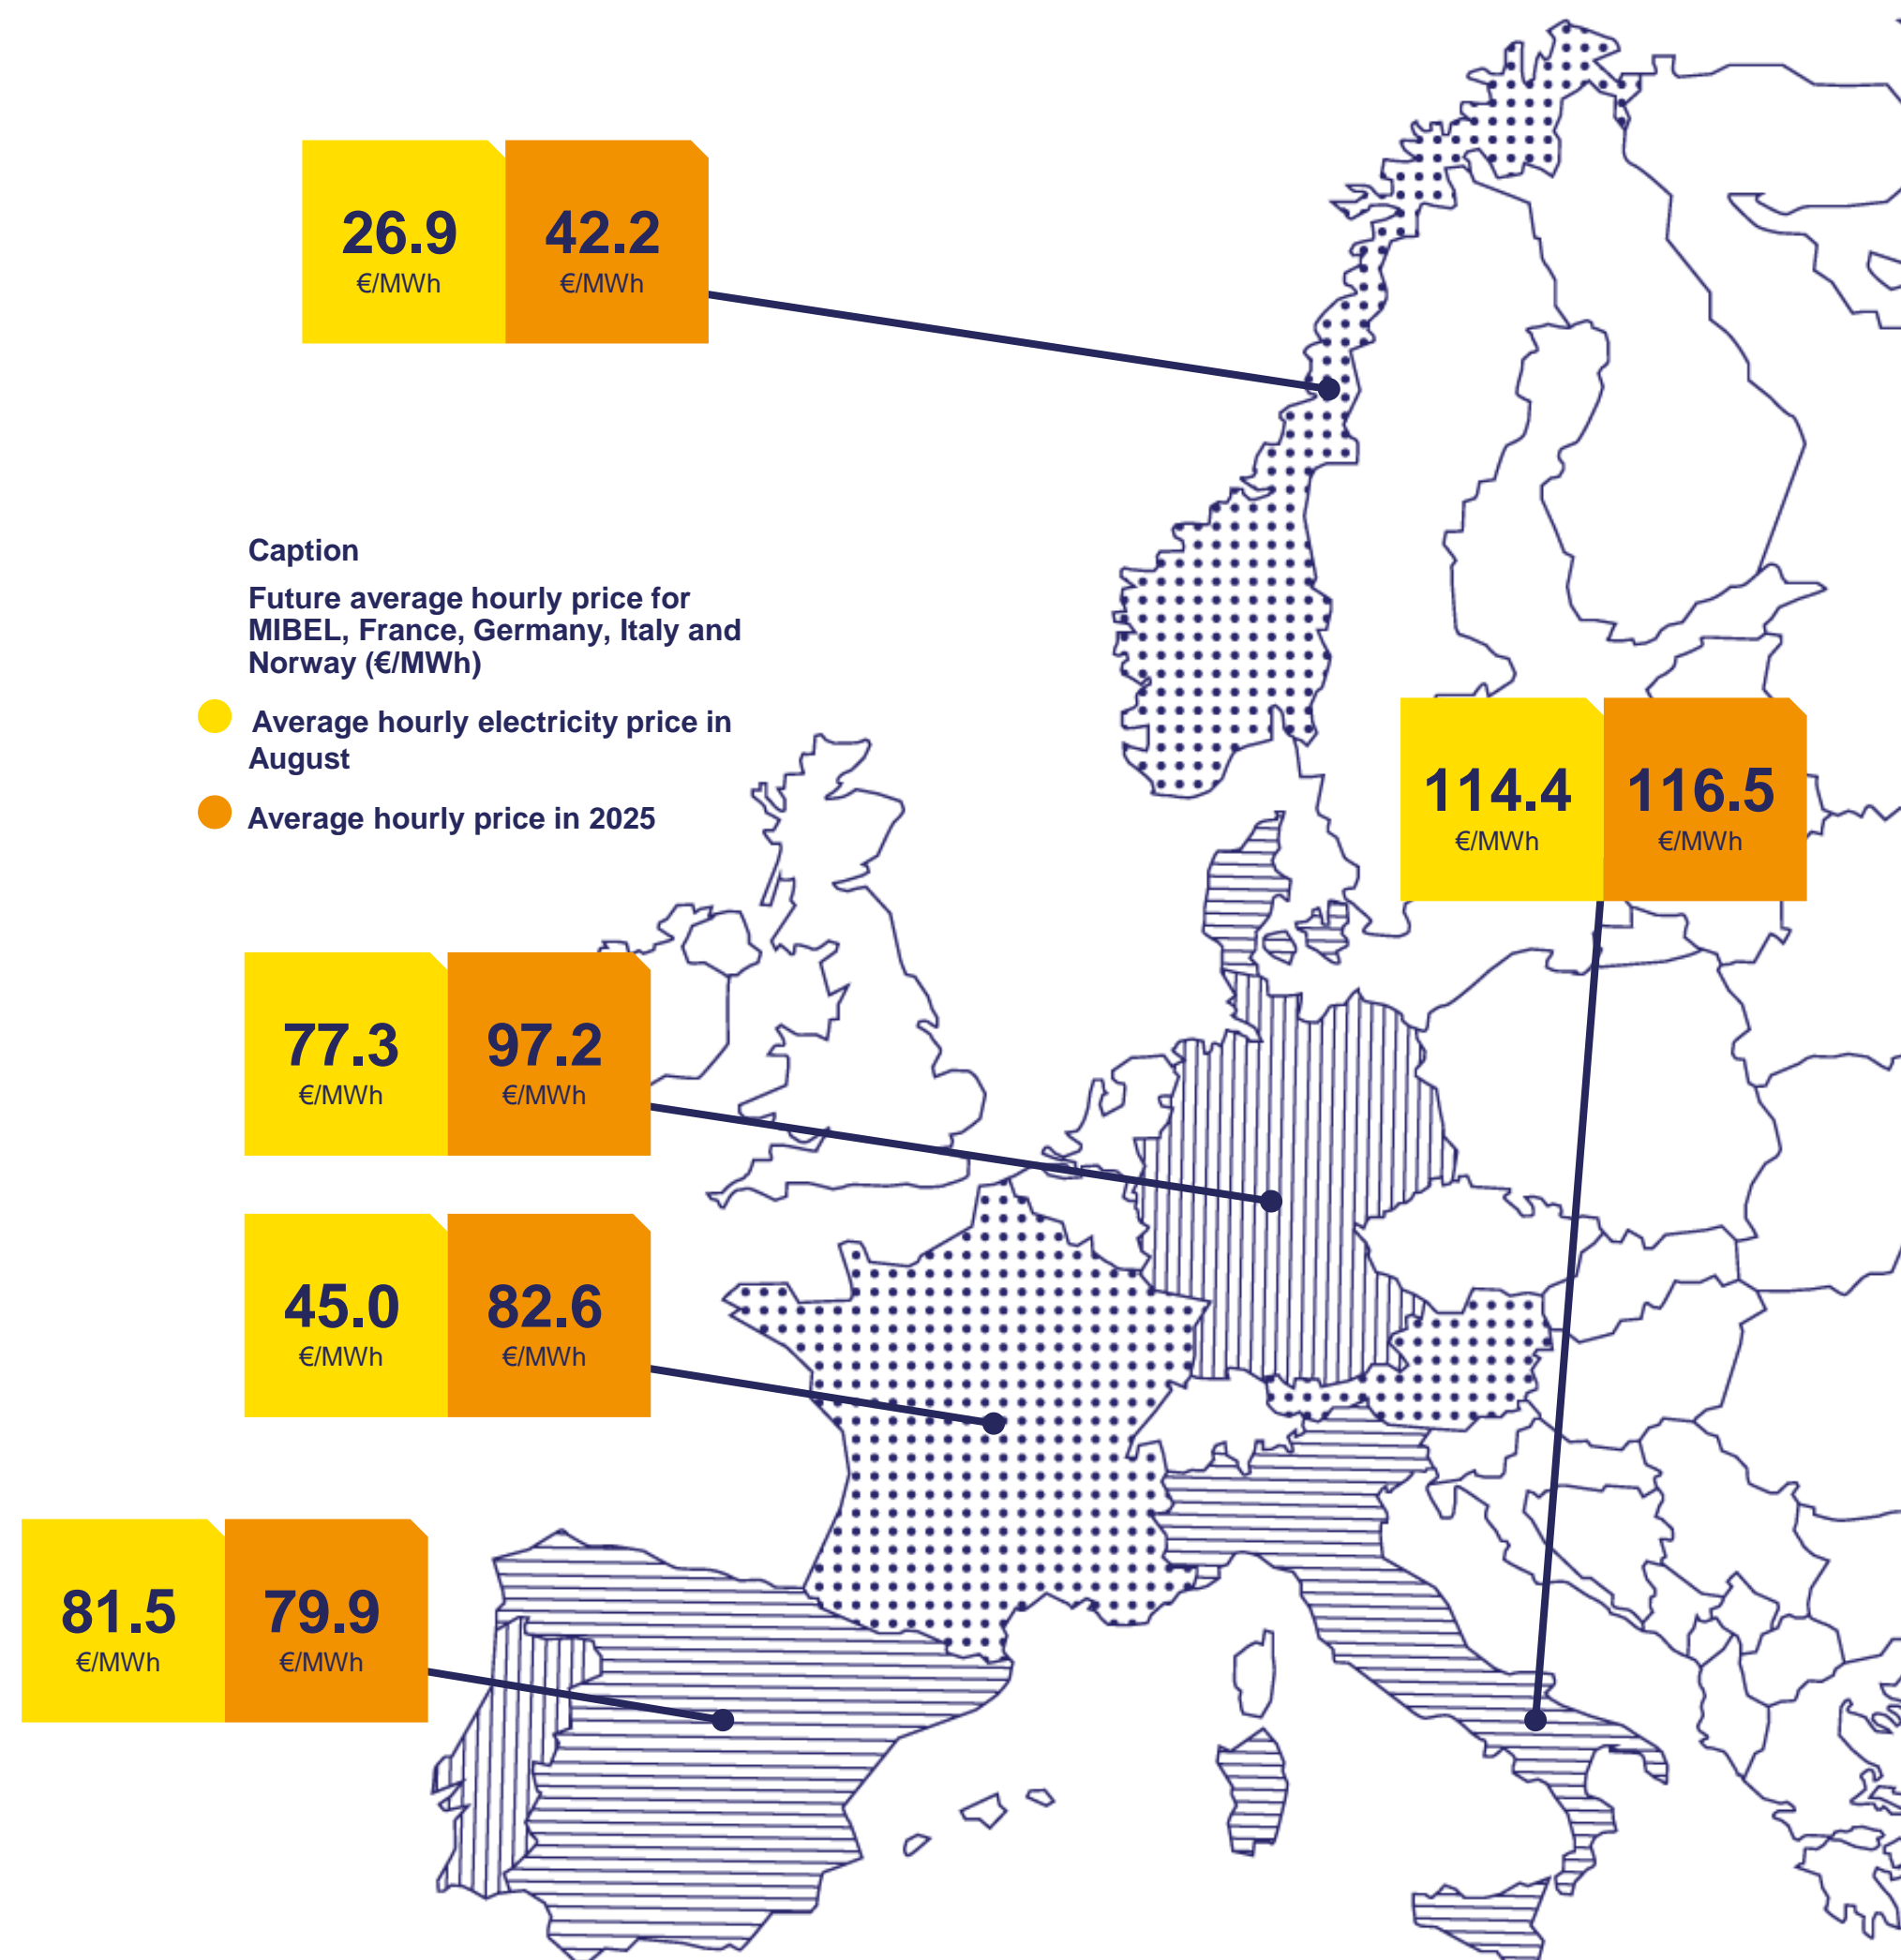 26.9
€/MWh
42.2
€/MWh
Caption
Future average hourly price for
MIBEL, France, Germany, Italy and
Norway (€/MWh)
Average hourly electricity price in
August
Average hourly price in 2025
114.4
€/MWh
116.5
€/MWh
77.3
€/MWh
97.2
€/MWh
45.0
€/MWh
82.6
€/MWh
81.5
€/MWh
79.9
€/MWh